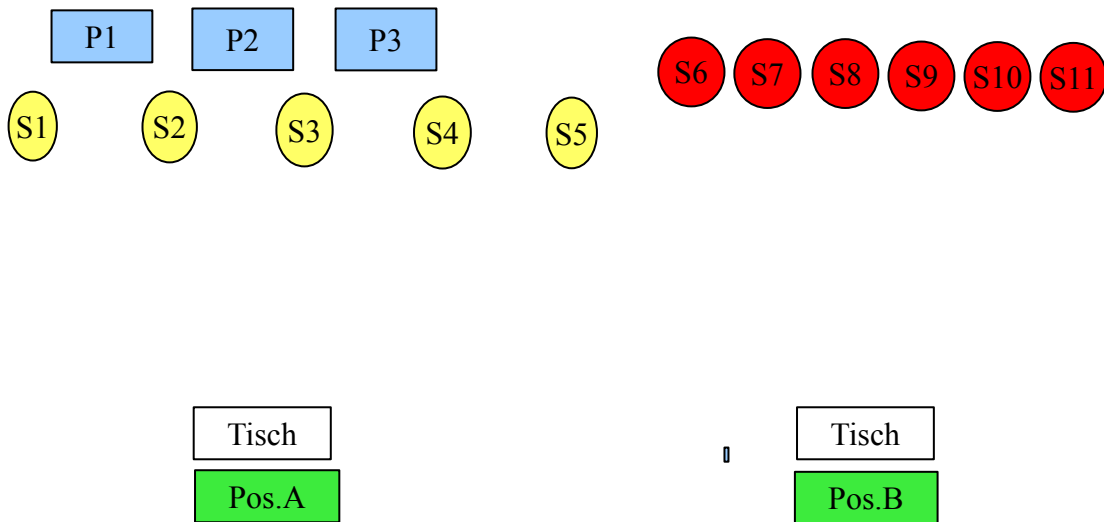 P1 P2 P3
S1 S2 S3 S4 S5
S6 S7 S8 S9 S10 S11
Tisch Tisch
Pos.A Pos.B